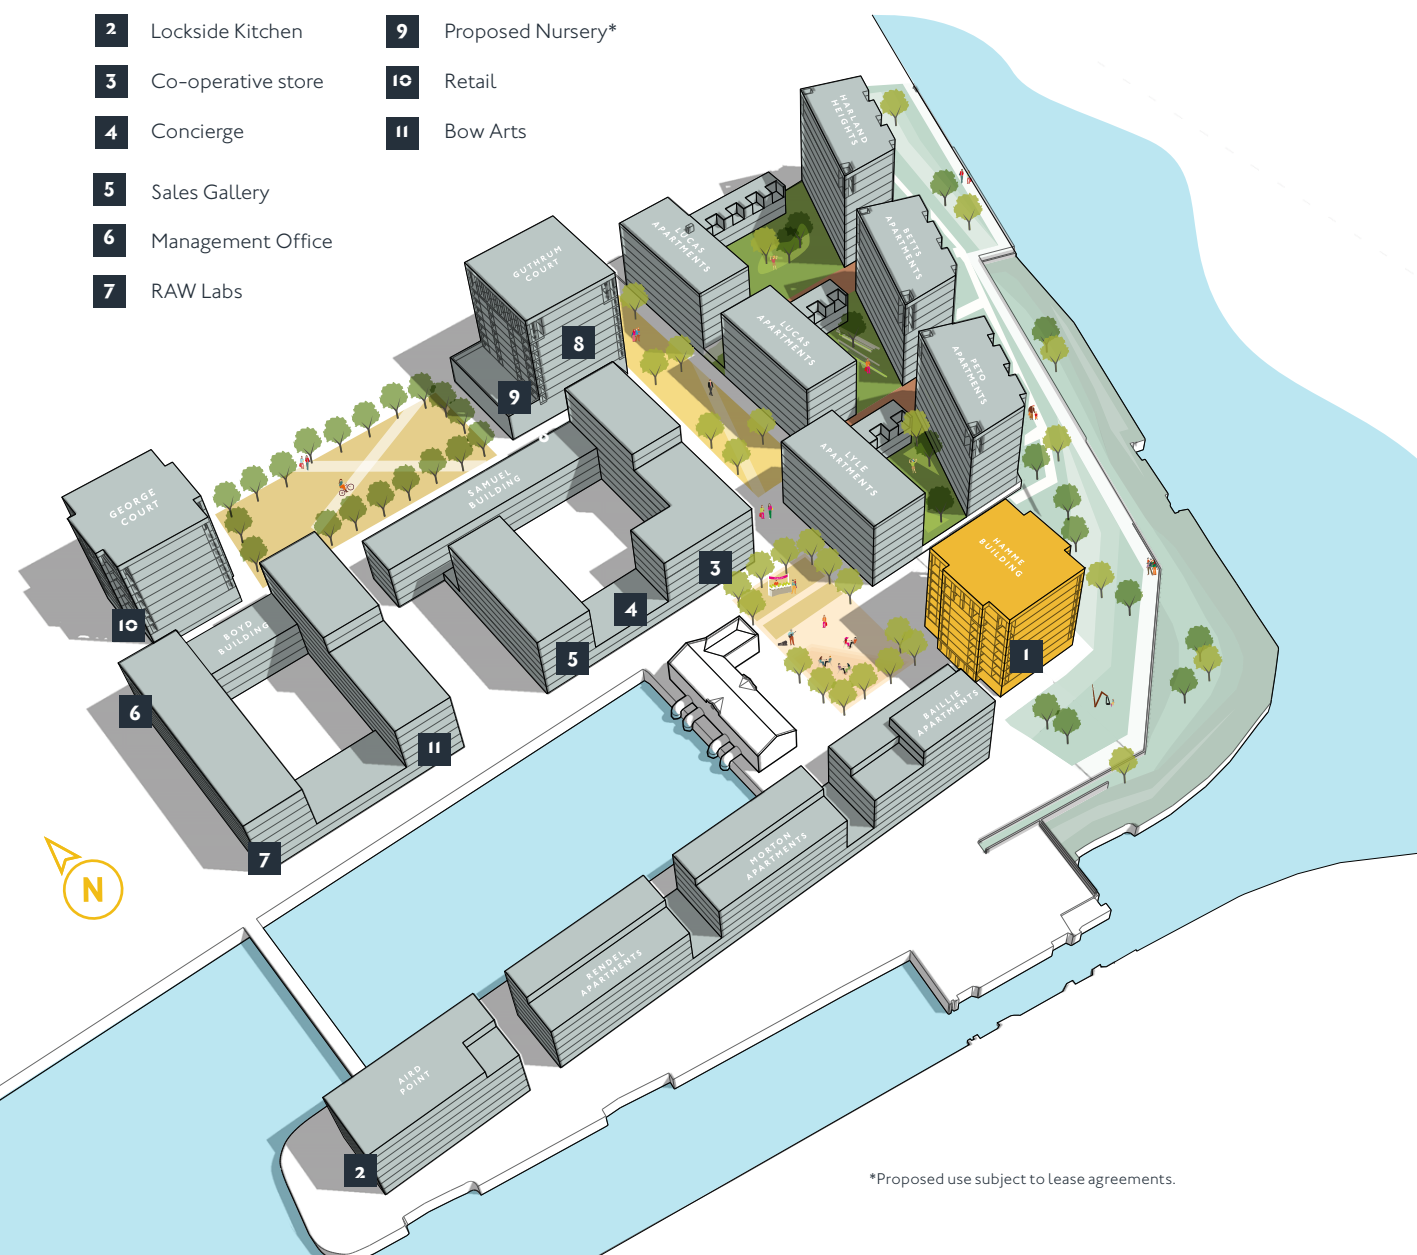 2 Lockside Kitchen
3 Co-operative store
4 Concierge
5 Sales Gallery
6 Management Office
7 RAW Labs
9 Proposed Nursery*
10 Retail
11 Bow Arts
HARLAND
HEIGHTS
BETTS
APARTMENTS
LUCAS
APARTMENTS
GUTHRUM
COURT
8
9
LUCAS
APARTMENTS
PETO
APARTMENTS
LYLE
APARTMENTS
GEORGE
COURT
10
SAMUEL
BUILDING
HAMME
BUILDING
1
3
4
5
BOYD
BUILDING
6
11
7
BAILLIE
APARTMENTS
MORTON
APARTMENTS
N
RENDEL
APARTMENTS
AIRD
POINT
2
*Proposed use subject to lease agreements.